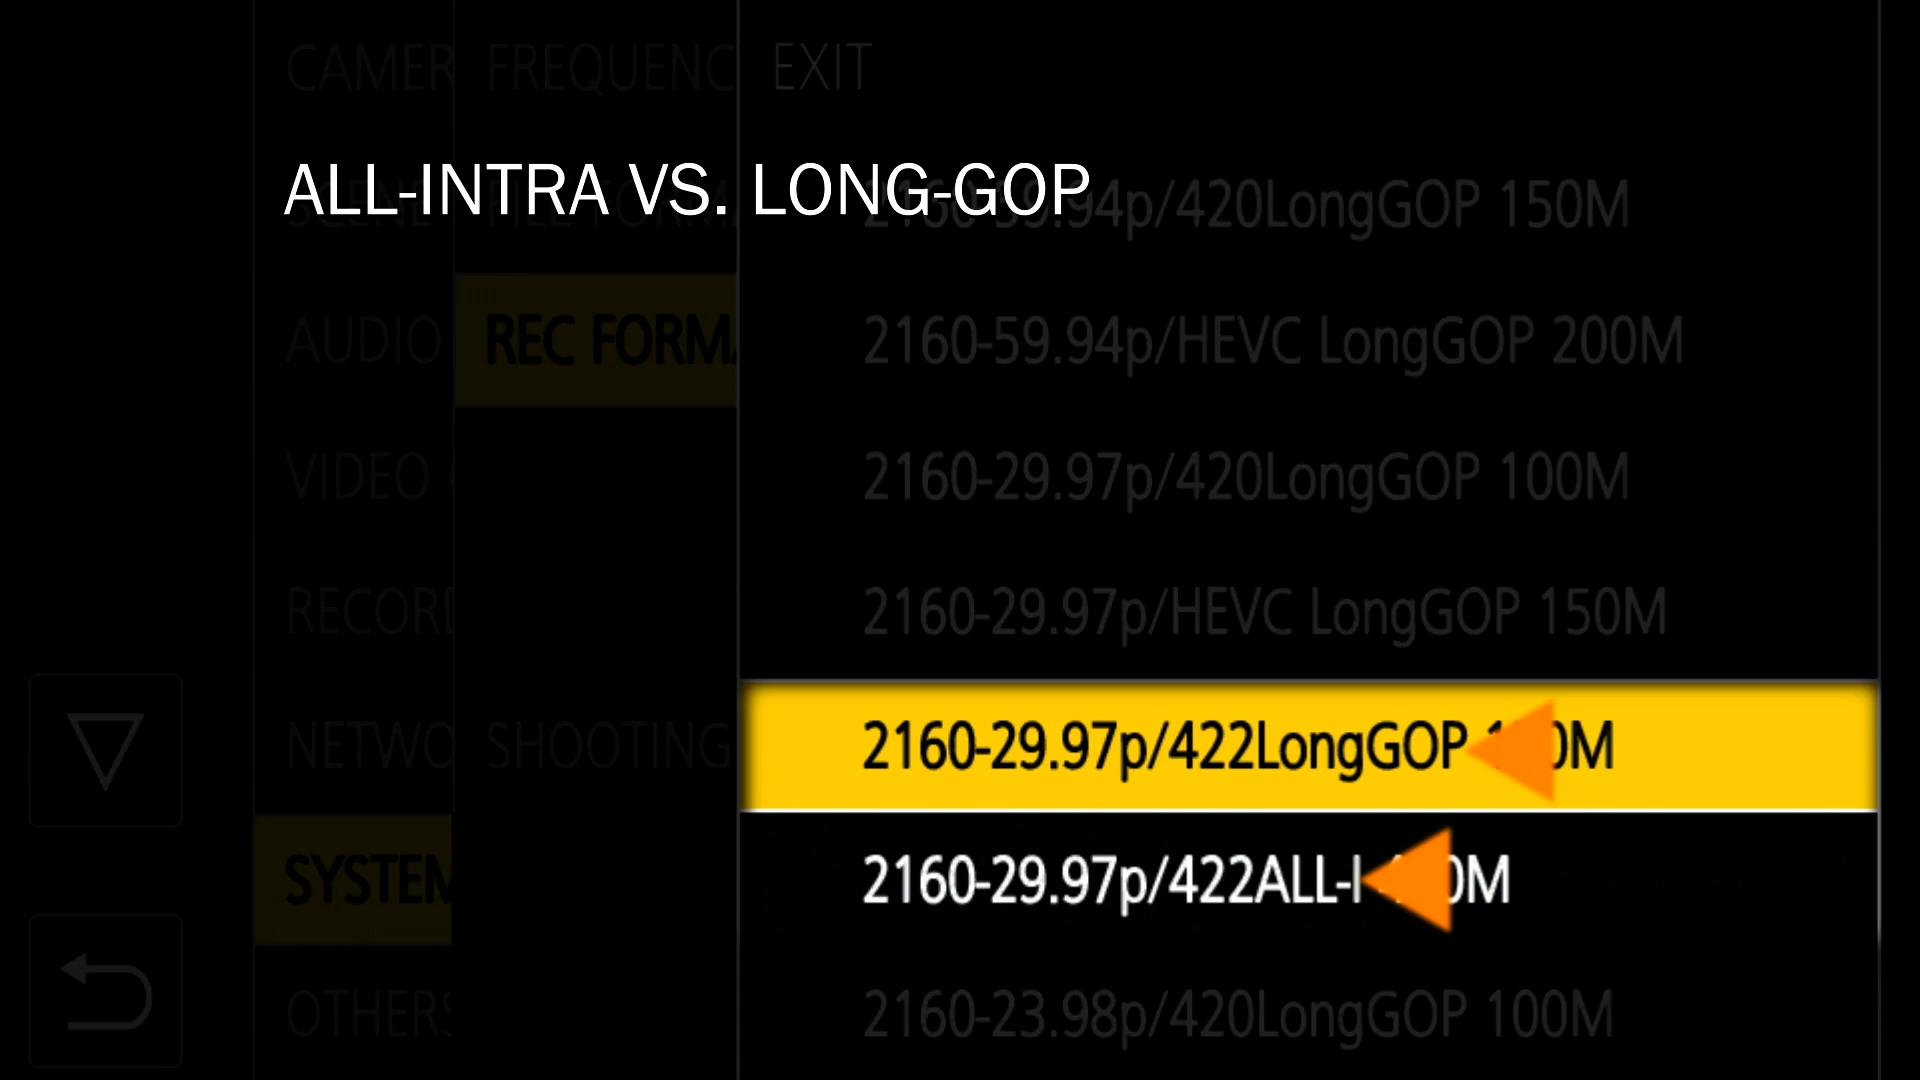 CAMER
FREQUENC
EXIT
ALL-INTRA VS. LONG-GOP
94p/420LongGOP 150M
AUDIO
REC FORMA
2160-59.94p/HEVC LongGOP 200M
VIDEO
2160-29.97p/420LongGOP 100M
RECORD
2160-29.97p/HEVC LongGOP 150M
NETWO
SHOOTING
2160-29.97p/422LongGOP
SYSTEM
2160-29.97p/422ALL-I
OTHERS
2160-23.98p/420LongGOP 100M